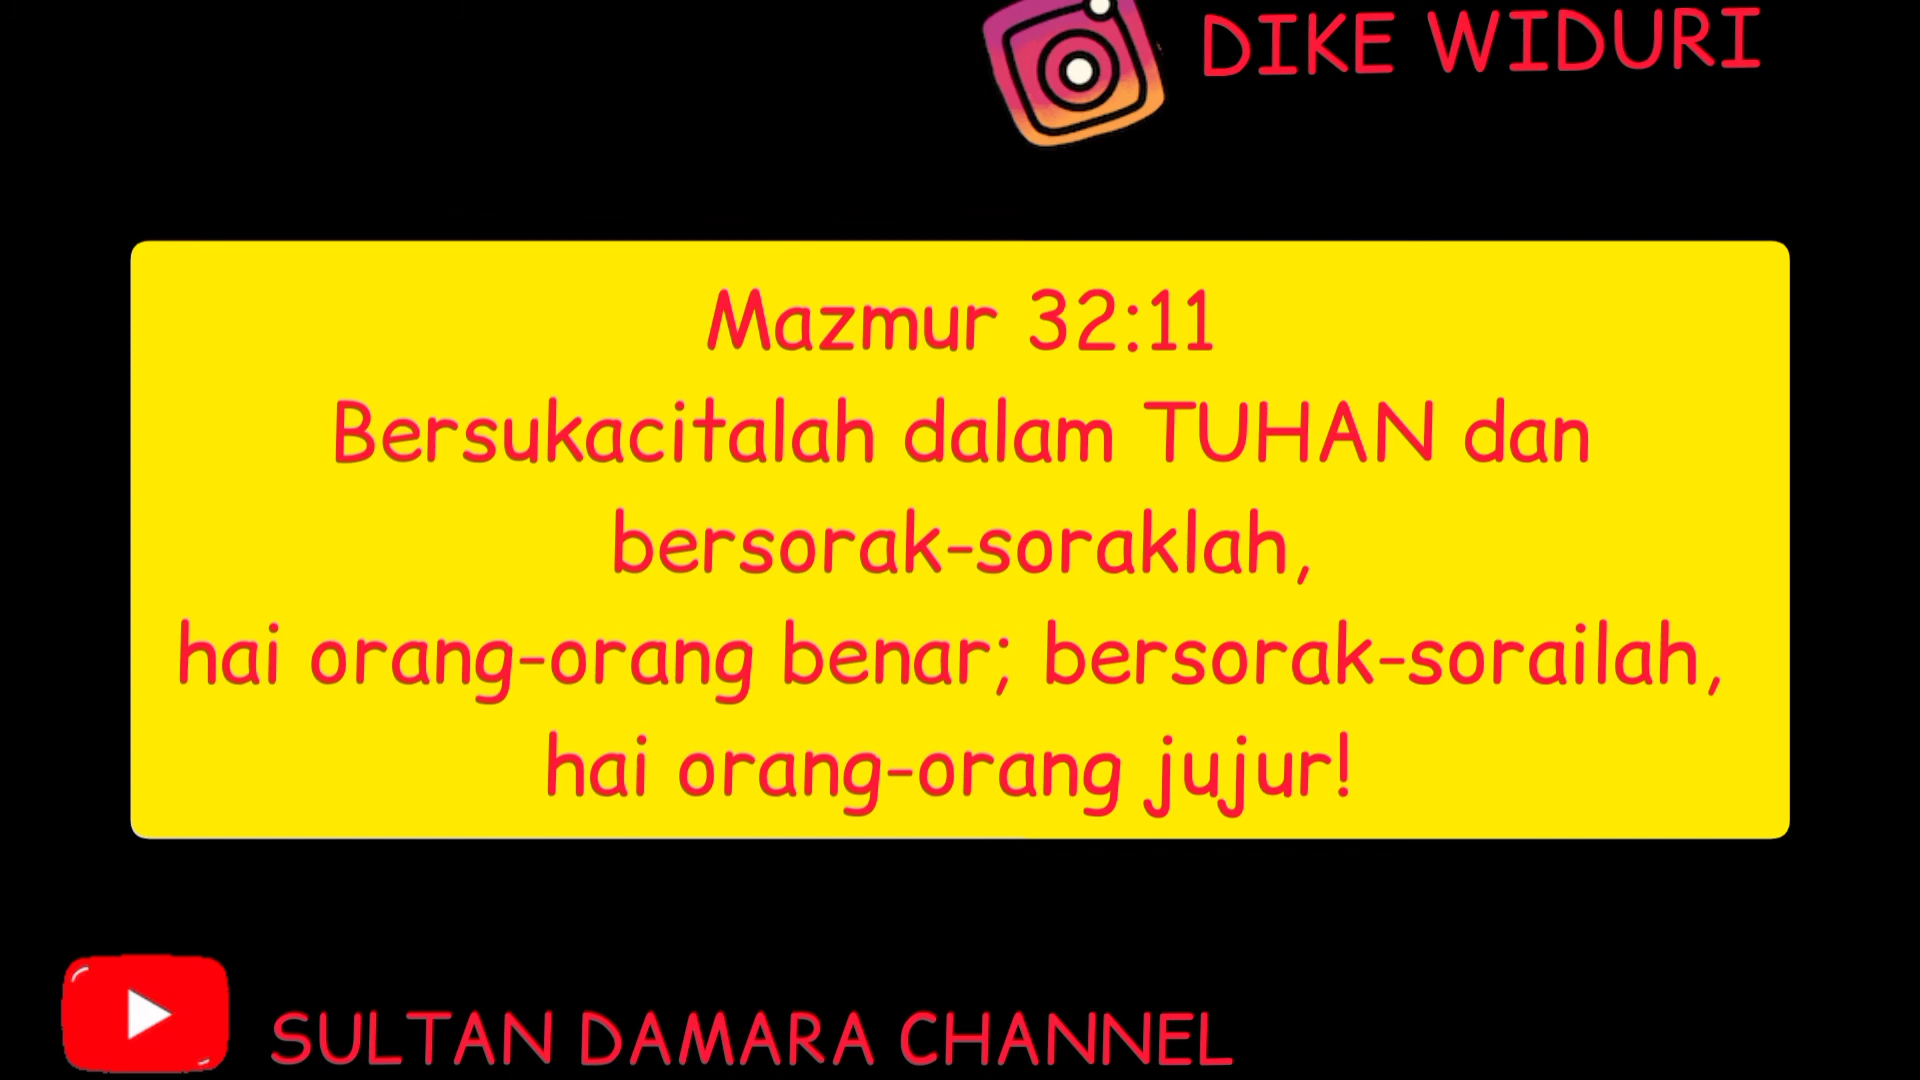 DIKE WIDURI
Mazmur 32:11
Bersukacitalah dalam TUHAN dan
bersorak-soraklah,
hai orang-orang benar; bersorak-sorailah,
hai orang-orang jujur!
SULTAN DAMARA CHANNEL